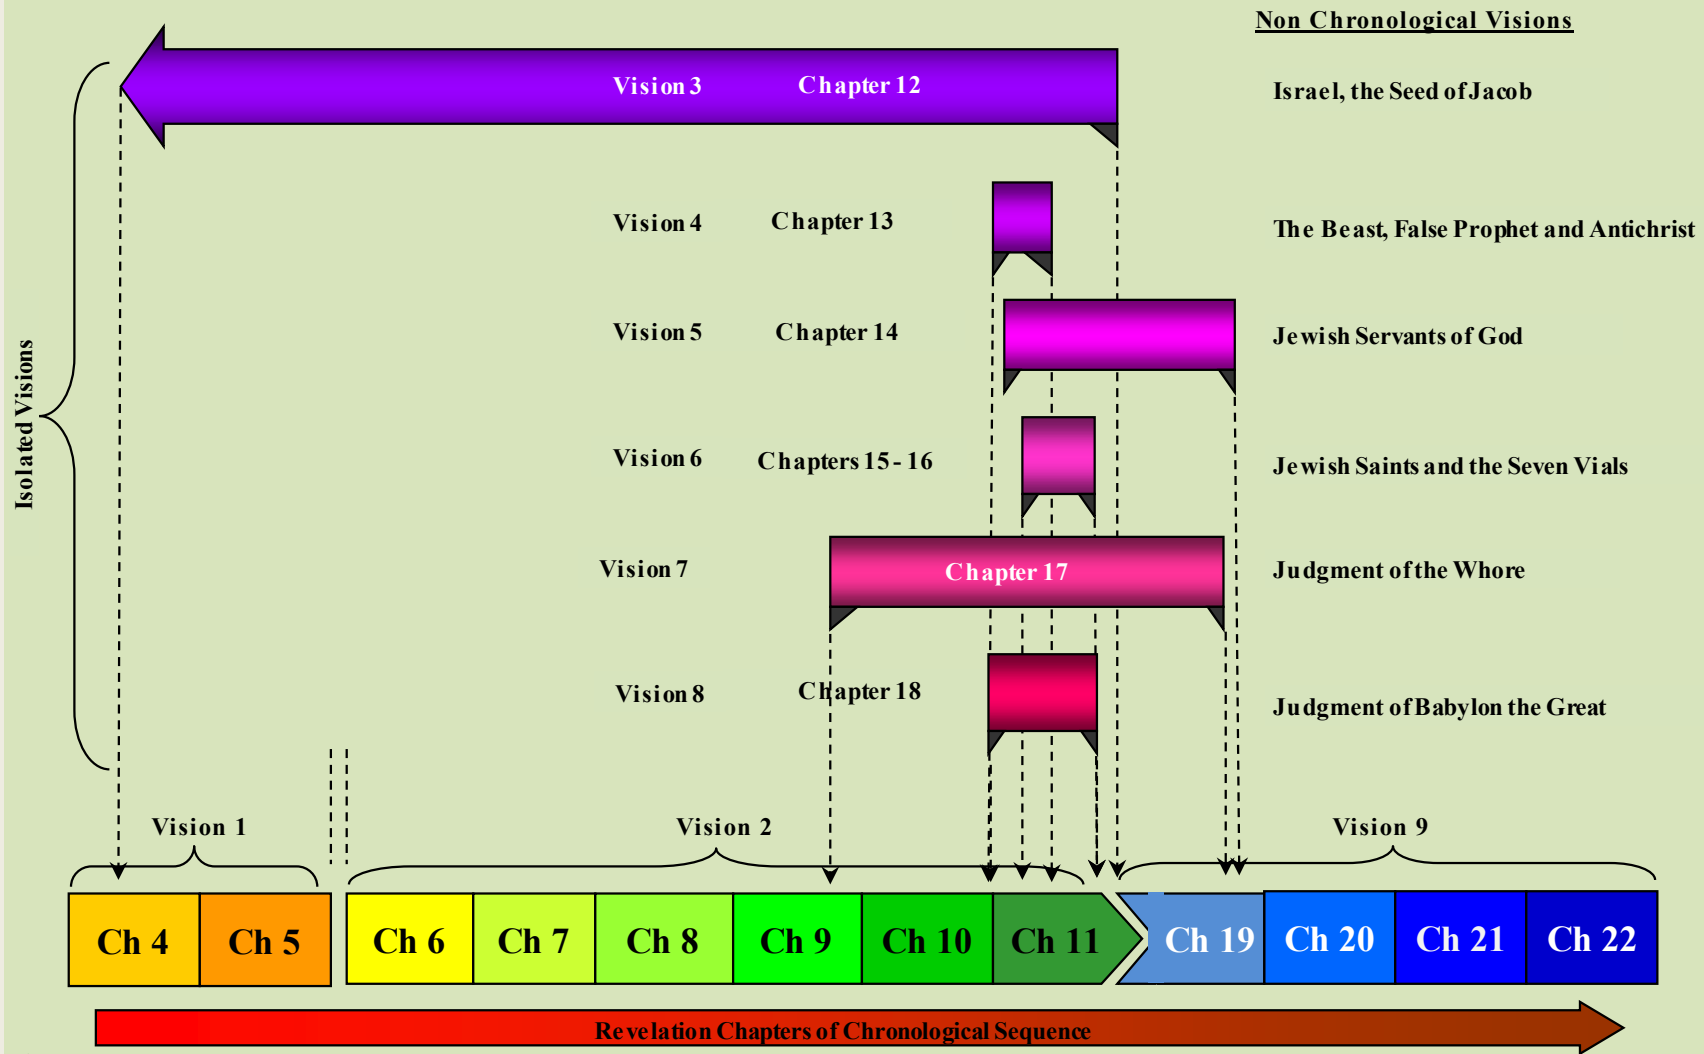 Non Chronological Visions
Vision 3 Chapter 12 Israel, the Seed of Jacob
Vision 4 Chapter 13 The Beast, False Prophet and Antichrist
Vision 5 Chapter 14 Jewish Servants of God
Isolated Visions
Vision 6 Chapters 15 - 16 Jewish Saints and the Seven Vials
Vision 7 Chapter 17 Judgment of the Whore
Vision 8 Chapter 18 Judgment of Babylon the Great
Vision 1 Vision 2 Vision 9
Ch 4 Ch 5 Ch 6 Ch 7 Ch 8 Ch 9 Ch 10 Ch 11 Ch 19 Ch 20 Ch 21 Ch 22
Revelation Chapters of Chronological Sequence